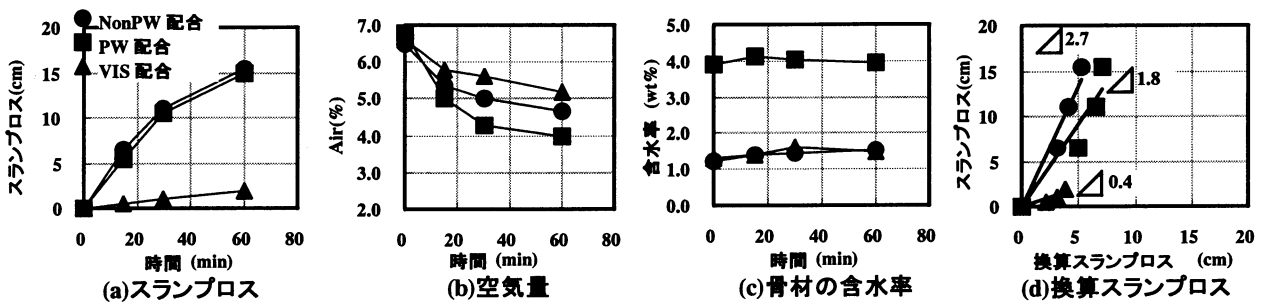 スランプロス(cm)
20
15
10
5
0
NonPW 配合
PW 配合
VIS 配合
0 20 40 60 80
時間 (min)
(a)スランプロス
Air(%)
7.0
6.0
5.0
4.0
3.0
2.0
0 20 40 60 80
時間 (min)
(b)空気量
含水率 (wt%)
5.0
4.0
3.0
2.0
1.0
0.0
0 20 40 60 80
時間 (min)
(c)骨材の含水率
スランプロス(cm)
20
15
10
5
0
2.7
1.8
0.4
0 5 10 15 20
換算スランプロス (cm)
(d)換算スランプロス